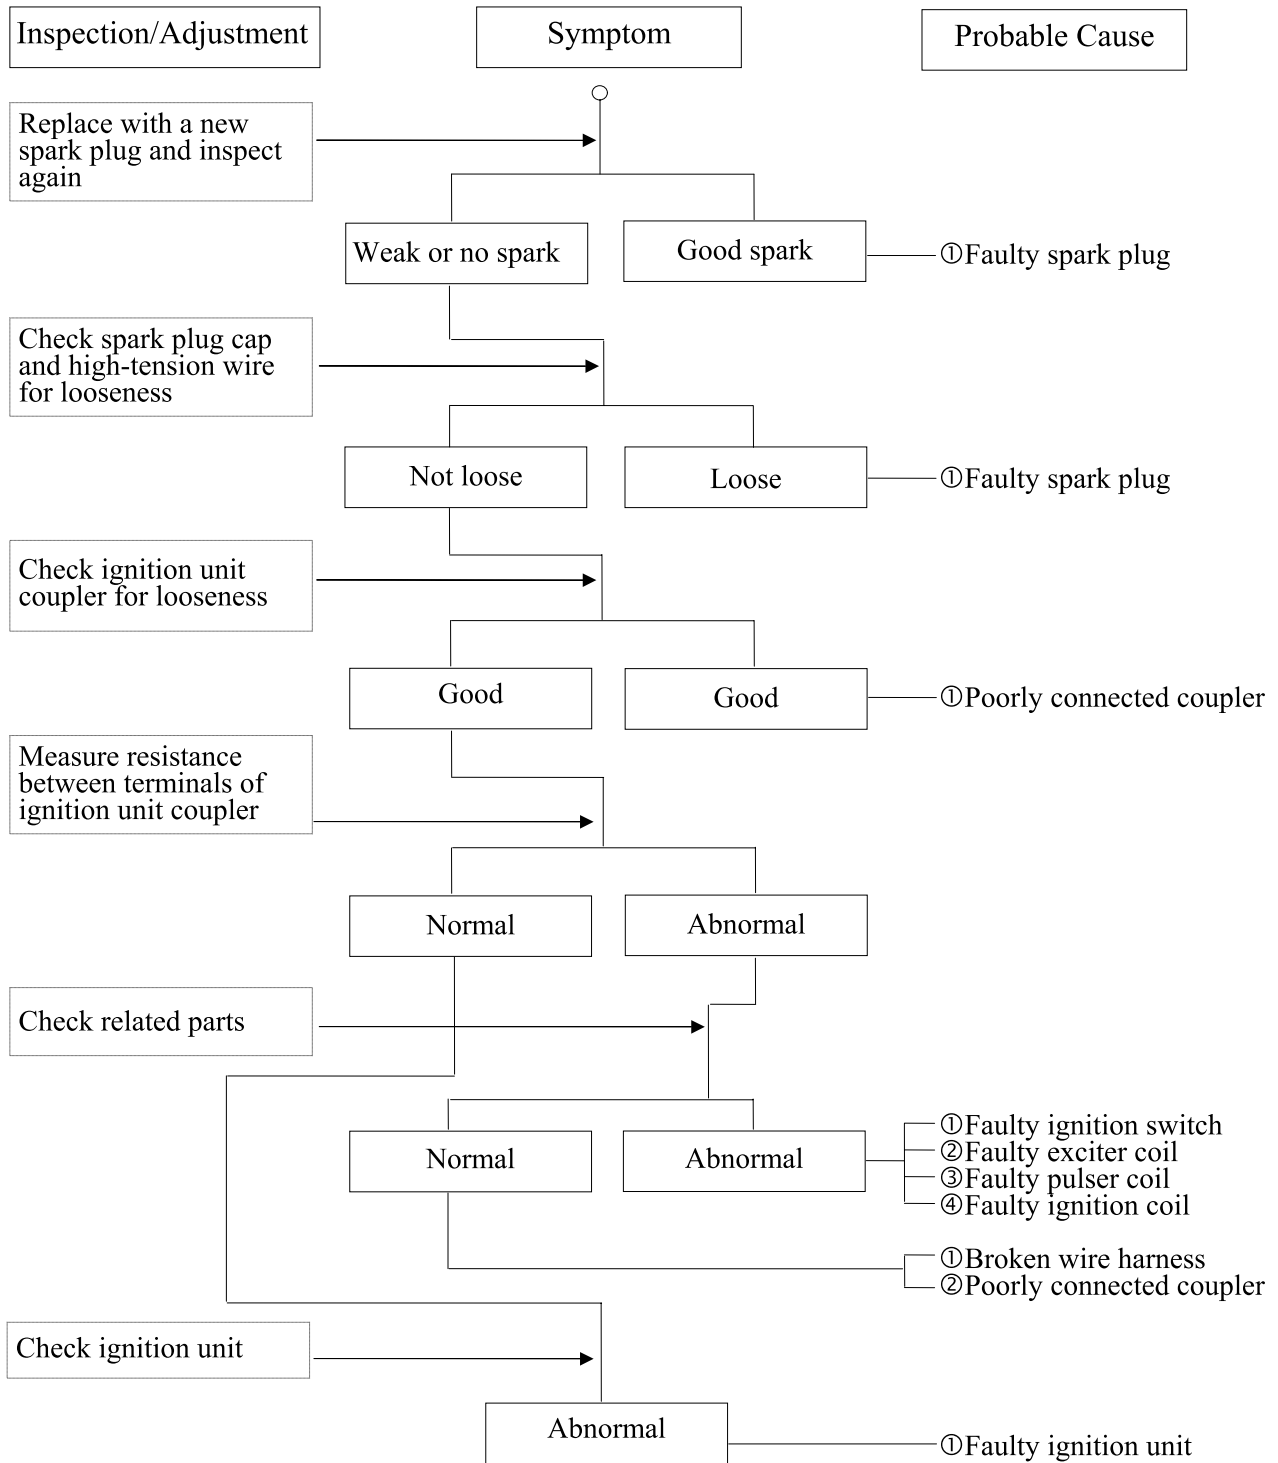 Inspection/Adjustment
Symptom
Probable Cause
Replace with a new
spark plug and inspect
again
Weak or no spark
Good spark
①Faulty spark plug
Check spark plug cap
and high-tension wire
for looseness
Not loose
Loose
①Faulty spark plug
Check ignition unit
coupler for looseness
Good
Good
①Poorly connected coupler
Measure resistance
between terminals of
ignition unit coupler
Normal
Abnormal
Check related parts
Normal
Abnormal
①Faulty ignition switch
②Faulty exciter coil
③Faulty pulser coil
④Faulty ignition coil
①Broken wire harness
②Poorly connected coupler
Check ignition unit
Abnormal
①Faulty ignition unit